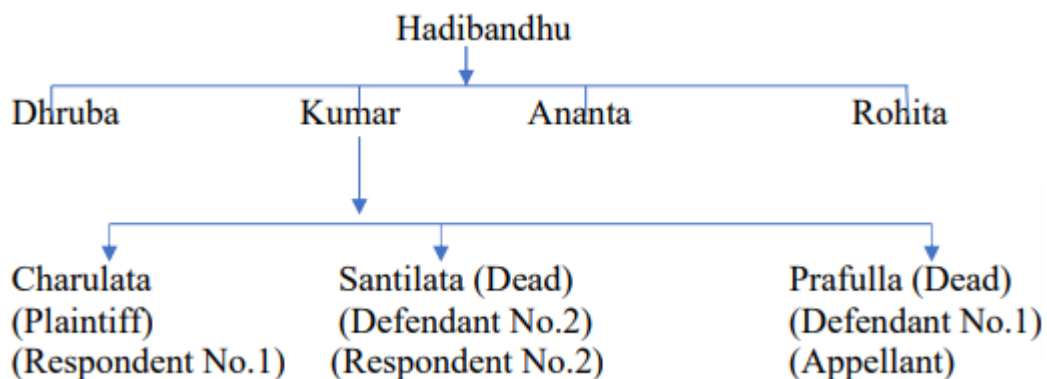 Hadibandhu
Dhruba Kumar Ananta Rohita
Charulata Santilata (Dead) Prafulla (Dead)
(Plaintiff) (Defendant No.2) (Defendant No.1)
(Respondent No.1) (Respondent No.2) (Appellant)